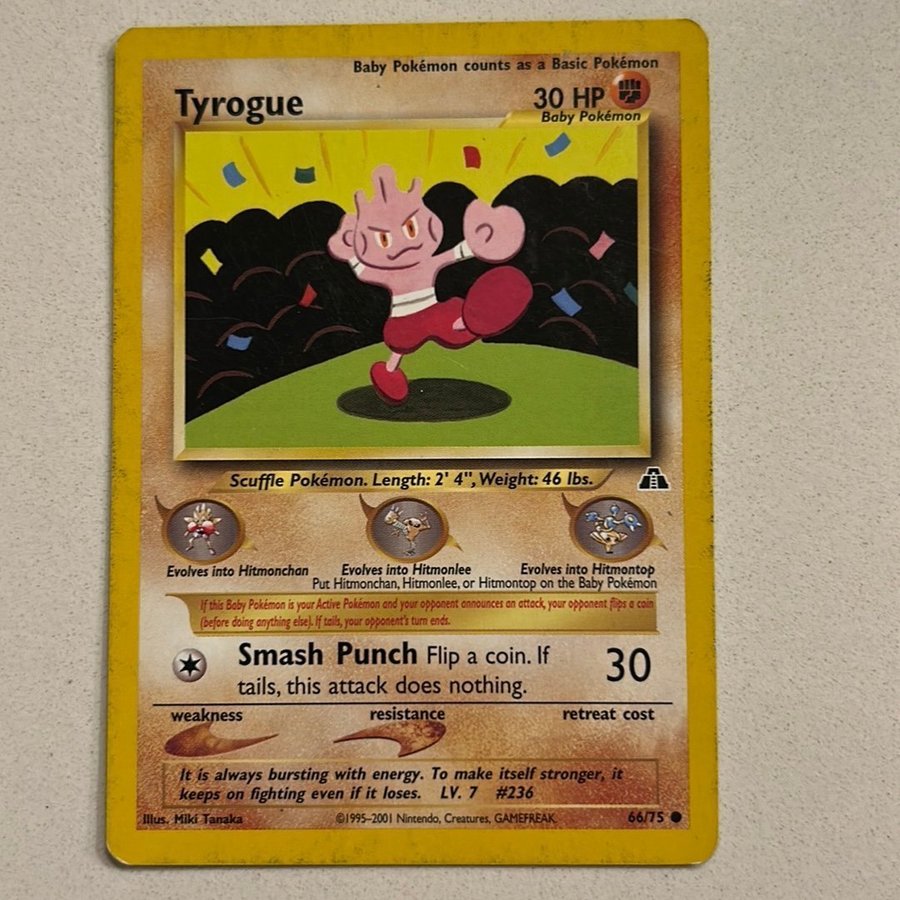 Baby Pokémon counts as a Basic Pokémon
Tyrogue
30 HP
Baby Pokémon
Scuffle Pokémon. Length: 2' 4", Weight: 46 lbs.
Evolves into Hitmonchan
Evolves into Hitmonlee
Evolves into Hitmontop
Put Hitmonchan, Hitmonlee, or Hitmontop on the Baby Pokémon
If this Baby Pokémon is your Active Pokémon and your opponent announces an attack, your opponent flips a coin
(before doing anything else). If tails, your opponent's turn ends.
Smash Punch Flip a coin. If
tails, this attack does nothing.
30
weakness
resistance
retreat cost
It is always bursting with energy. To make itself stronger, it
keeps on fighting even if it loses. LV. 7 #236
Illus. Miki Tanaka
©1995-2001 Nintendo, Creatures, GAMEFREAK
66/75